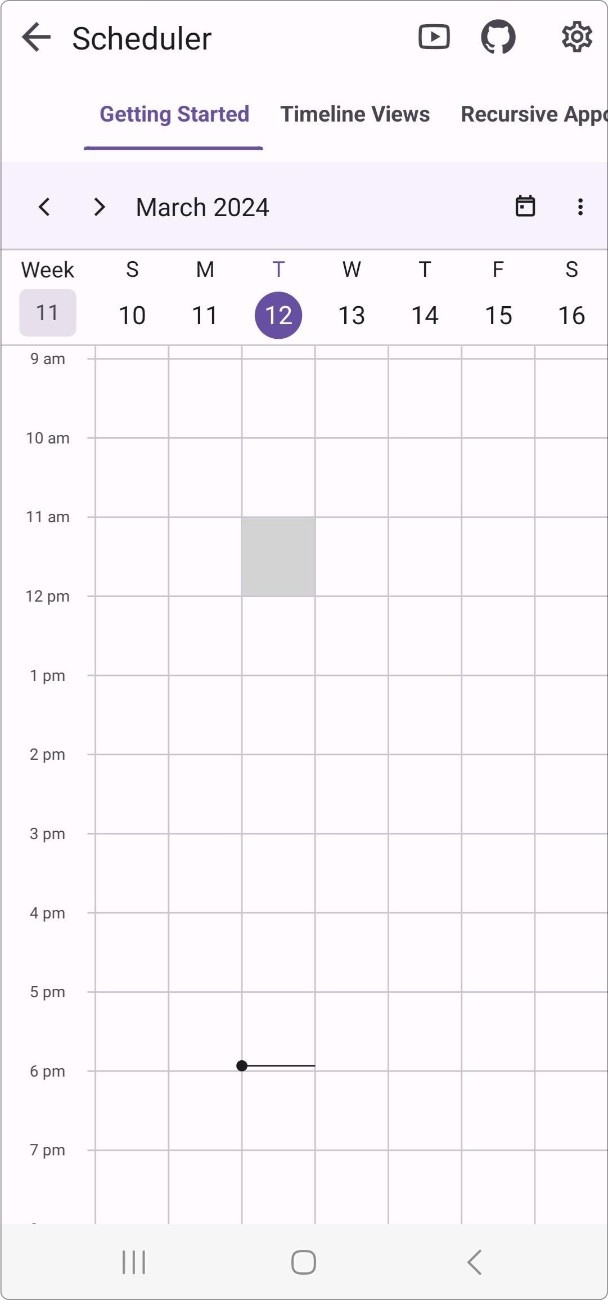 Scheduler
Getting Started Timeline Views Recursive Appo
March 2024
Week S M T W T F S
11 10 11 12 13 14 15 16
9 am
10 am
11 am
12 pm
1 pm
2 pm
3 pm
4 pm
5 pm
6 pm
7 pm